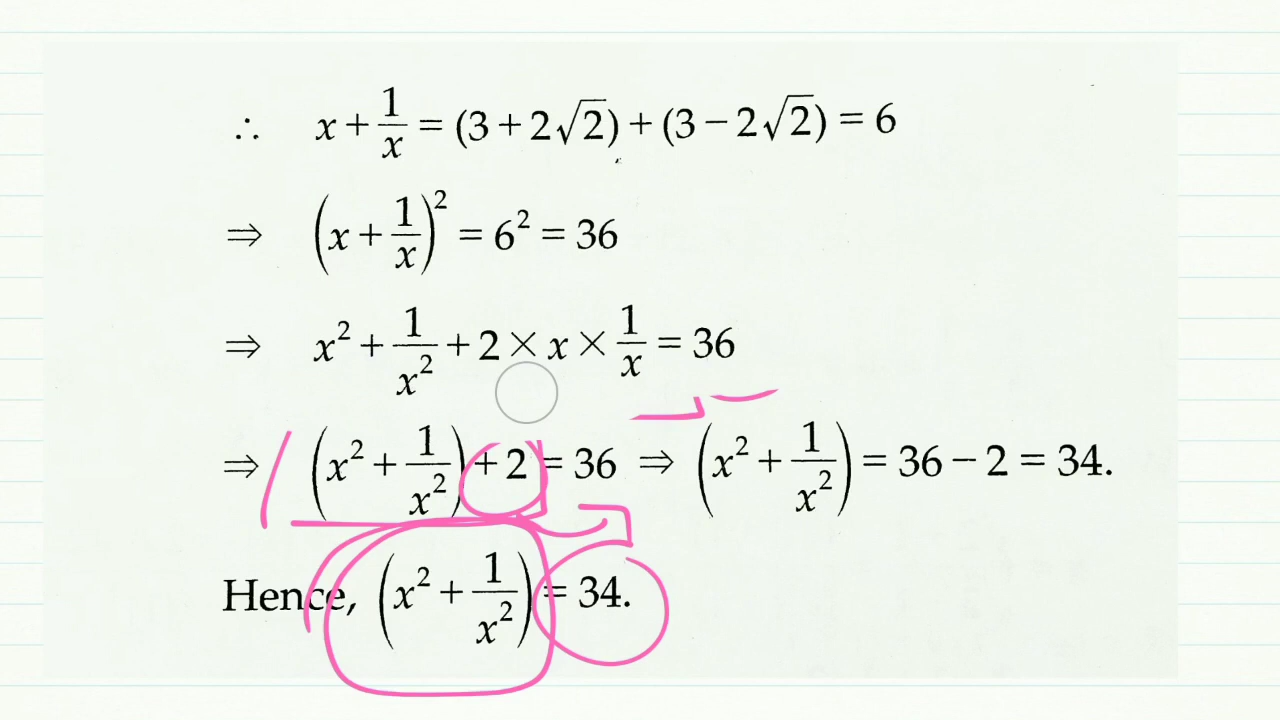 ∴ x + 1/x = (3 + 2√2) + (3 − 2√2) = 6
⇒ (x + 1/x)² = 6² = 36
⇒ x² + 1/x² + 2 × x × 1/x = 36
⇒ (x² + 1/x²) + 2 = 36 ⇒ (x² + 1/x²) = 36 − 2 = 34.
Hence, (x² + 1/x²) = 34.